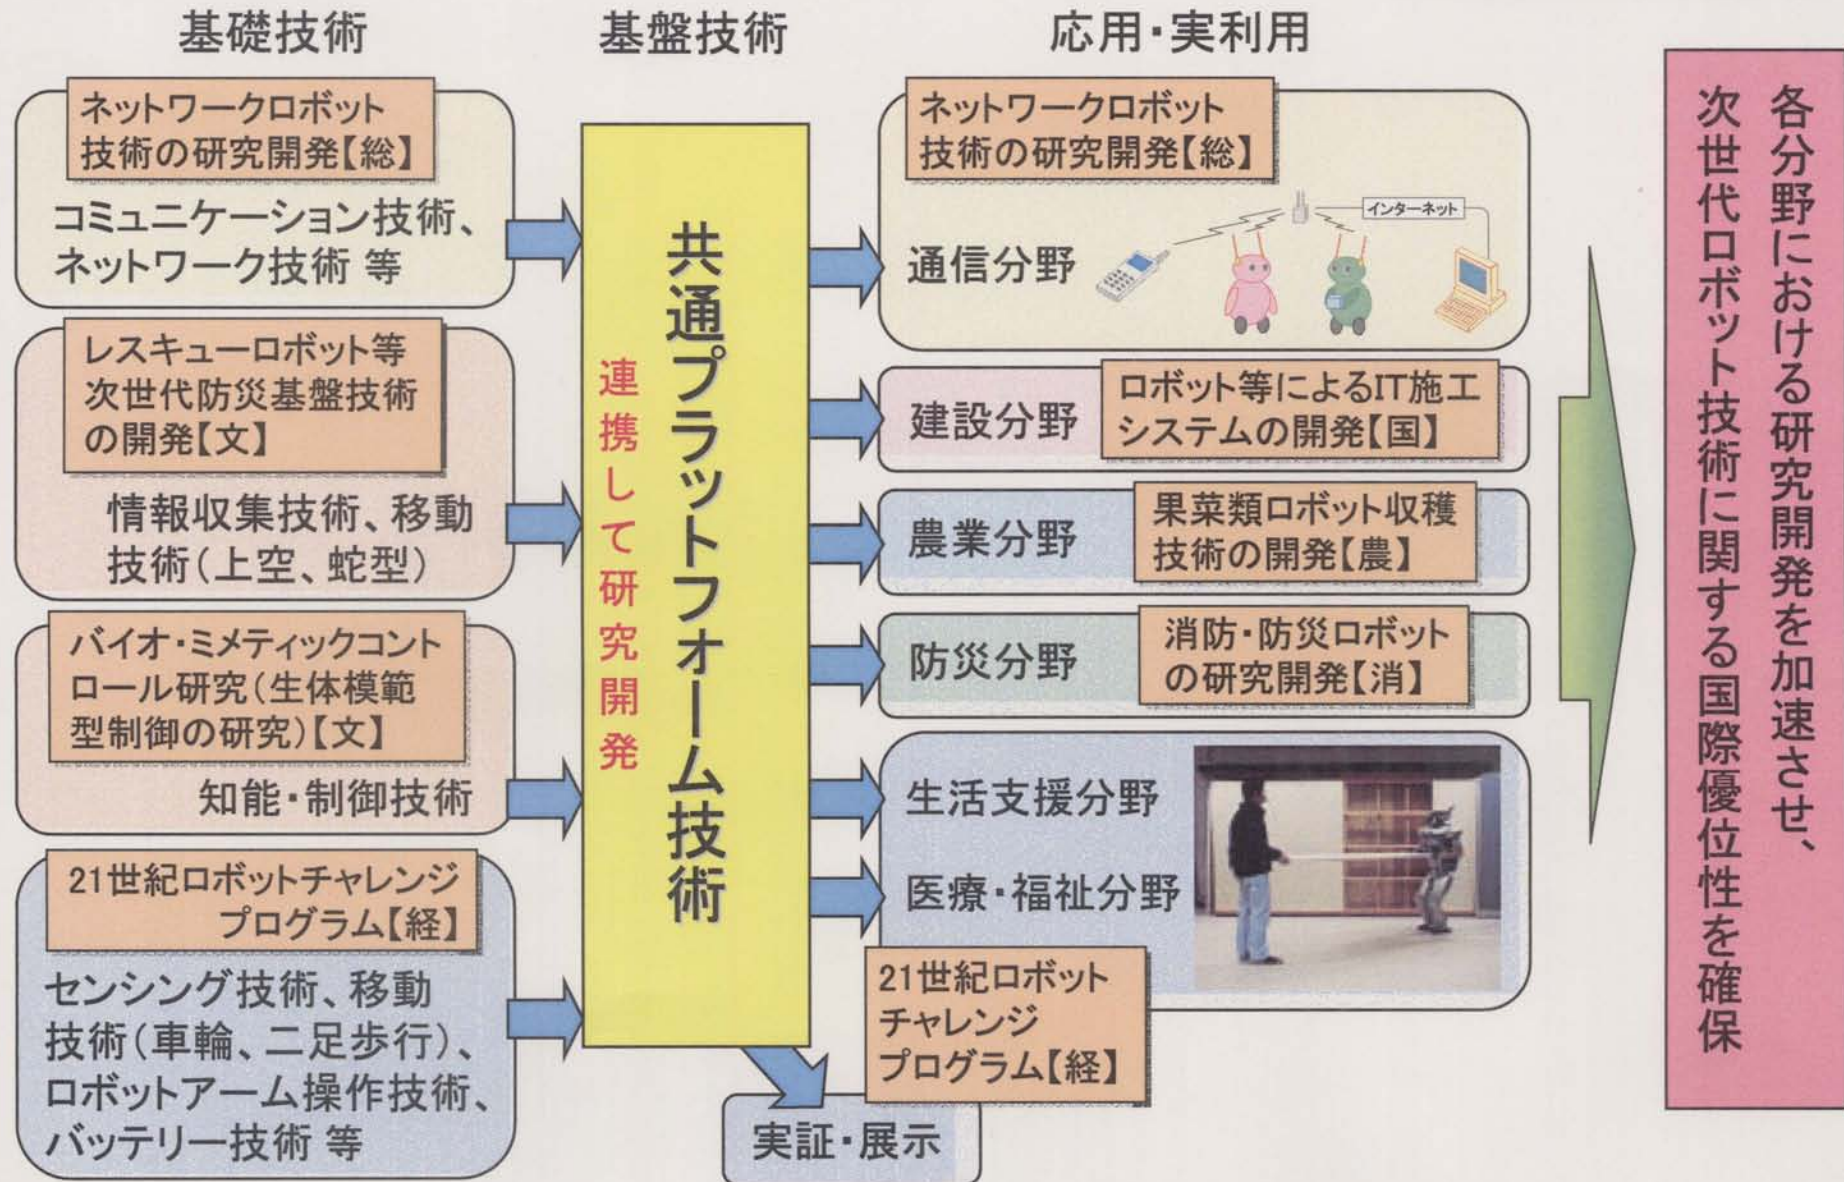 基礎技術
基盤技術
応用・実利用
ネットワークロボット
技術の研究開発【総】
コミュニケーション技術、
ネットワーク技術 等
レスキューロボット等
次世代防災基盤技術
の開発【文】
情報収集技術、移動
技術(上空、蛇型)
バイオ・ミメティックコント
ロール研究(生体模範
型制御の研究)【文】
知能・制御技術
21世紀ロボットチャレンジ
プログラム【経】
センシング技術、移動
技術(車輪、二足歩行)、
ロボットアーム操作技術、
バッテリー技術 等
共通プラットフォーム技術
連携して研究開発
ネットワークロボット
技術の研究開発【総】
インターネット
通信分野
建設分野
ロボット等によるIT施工
システムの開発【国】
農業分野
果菜類ロボット収穫
技術の開発【農】
防災分野
消防・防災ロボット
の研究開発【消】
生活支援分野
医療・福祉分野
21世紀ロボット
チャレンジ
プログラム【経】
実証・展示
各分野における研究開発を加速させ、
次世代ロボット技術に関する国際優位性を確保